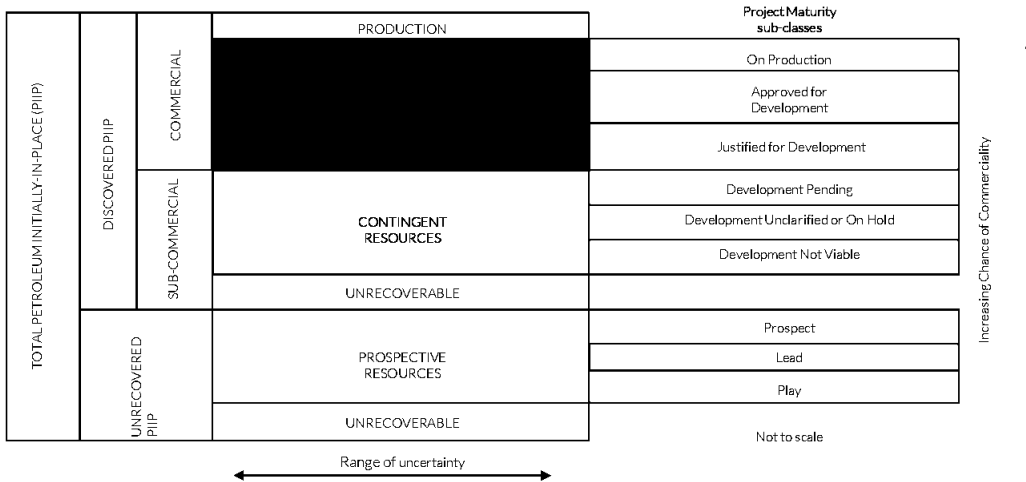 Project Maturity
sub-classes
PRODUCTION
On Production
Approved for
Development
Justified for Development
COMMERCIAL
TOTAL PETROLEUM INITIALLY-IN-PLACE (PIIP)
DISCOVERED PIIP
SUB-COMMERCIAL
CONTINGENT
RESOURCES
Development Pending
Development Unclarified or On Hold
Development Not Viable
UNRECOVERABLE
UNRECOVERED
PIIP
PROSPECTIVE
RESOURCES
Prospect
Lead
Play
UNRECOVERABLE
Increasing Chance of Commerciality
Not to scale
Range of uncertainty